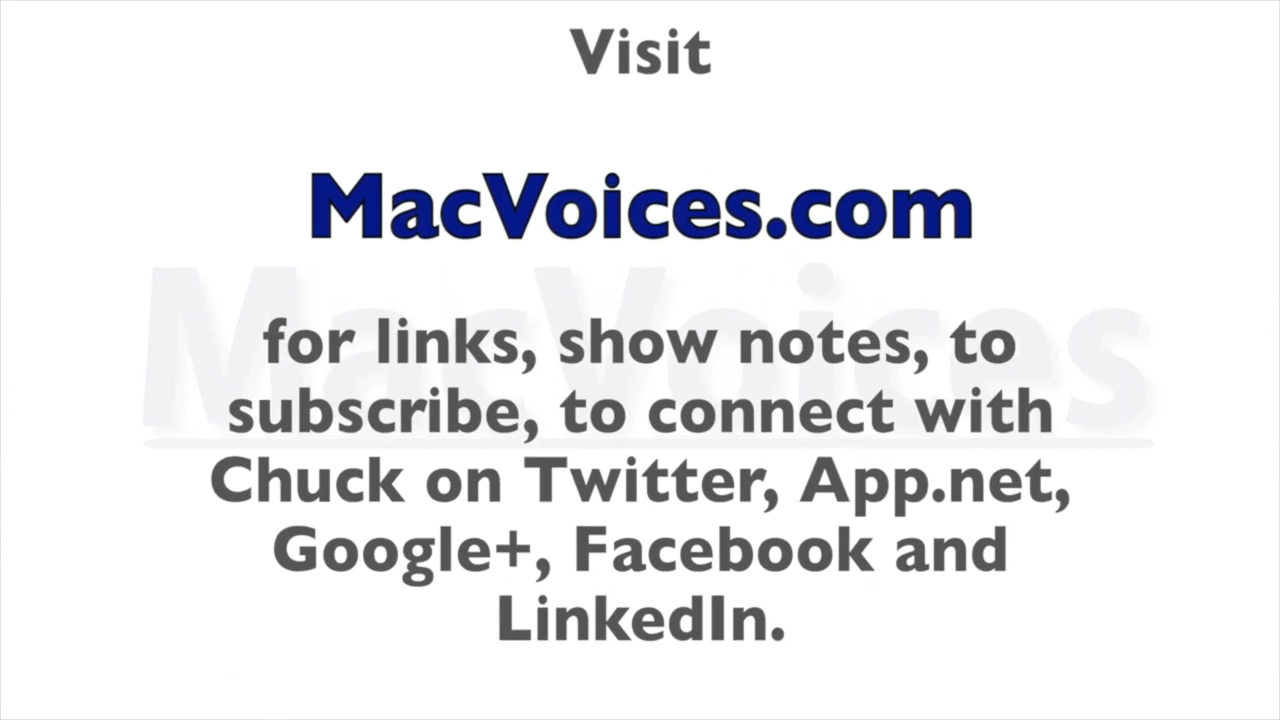 Visit
MacVoices.com
MacVoices
for links, show notes, to
subscribe, to connect with
Chuck on Twitter, App.net,
Google+, Facebook and
LinkedIn.